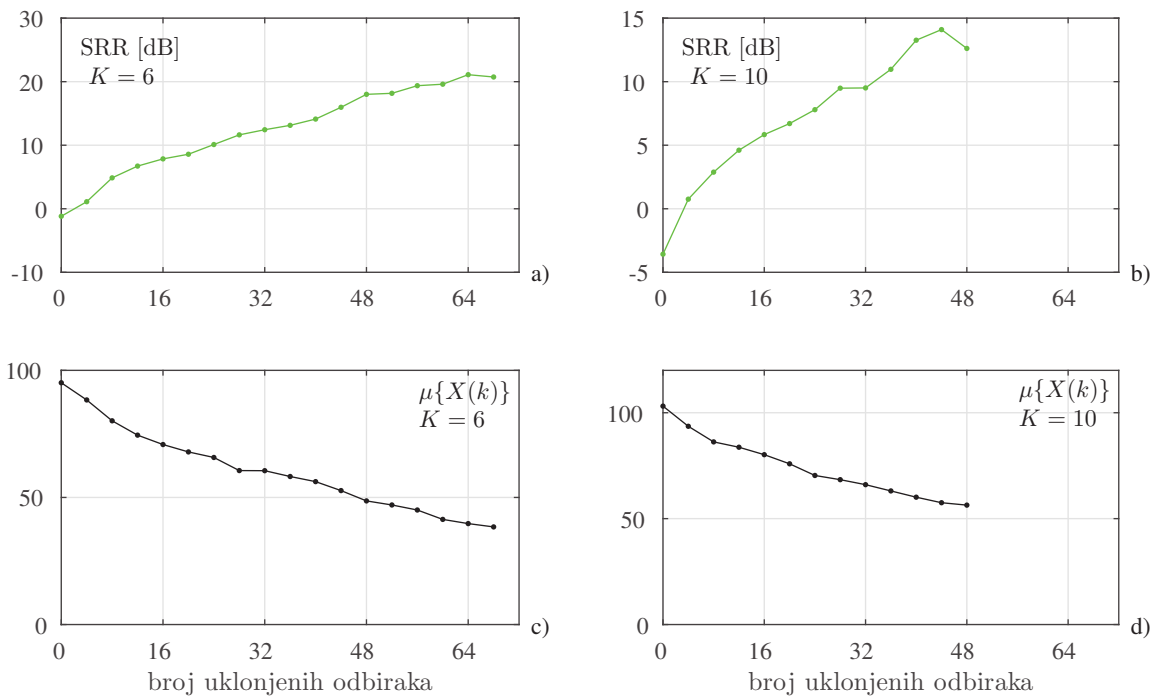 30
20
10
0
-10
0 16 32 48 64
SRR [dB]
K = 6
a)
15
10
5
0
-5
0 16 32 48 64
SRR [dB]
K = 10
b)
100
50
0
0 16 32 48 64
μ{X(k)}
K = 6
c)
broj uklonjenih odbiraka
100
50
0
0 16 32 48 64
μ{X(k)}
K = 10
d)
broj uklonjenih odbiraka